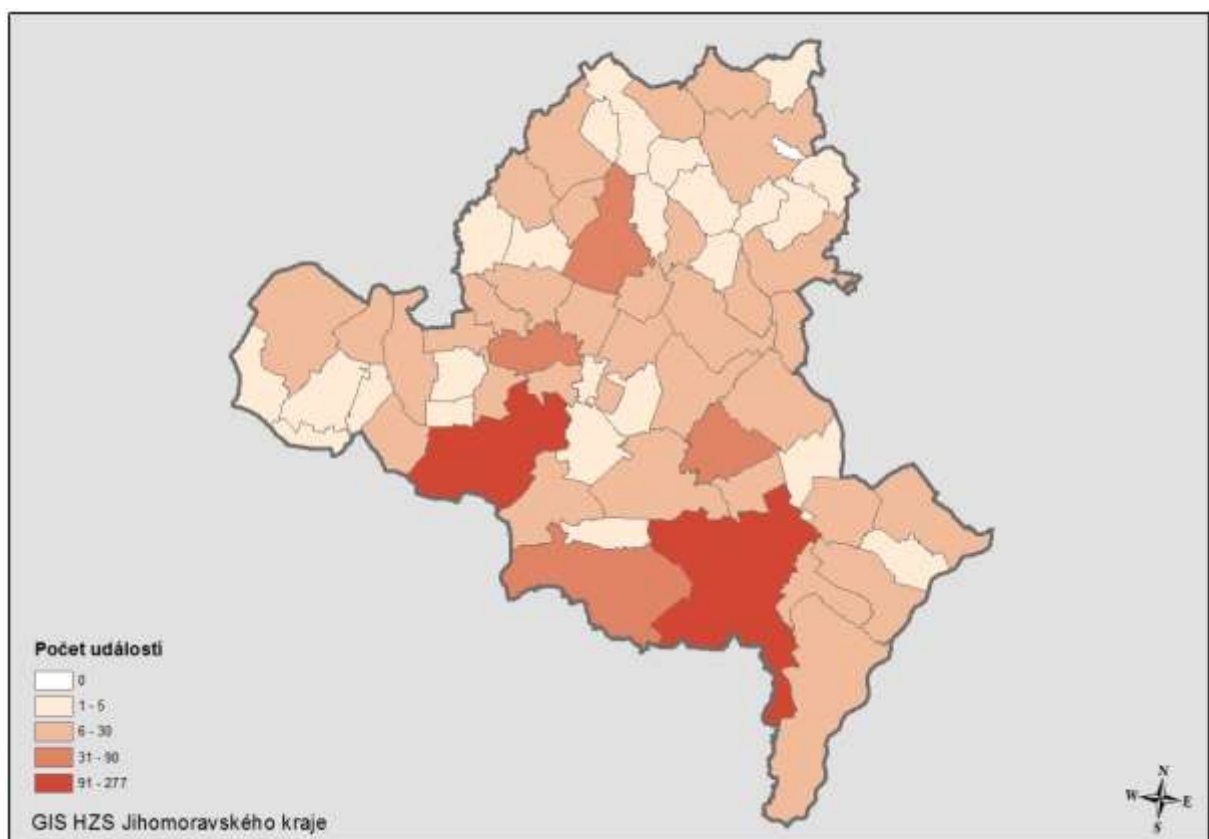 Počet událostí
0
1 - 5
6 - 30
31 - 90
91 - 277
GIS HZS Jihomoravského kraje
N
W E
S